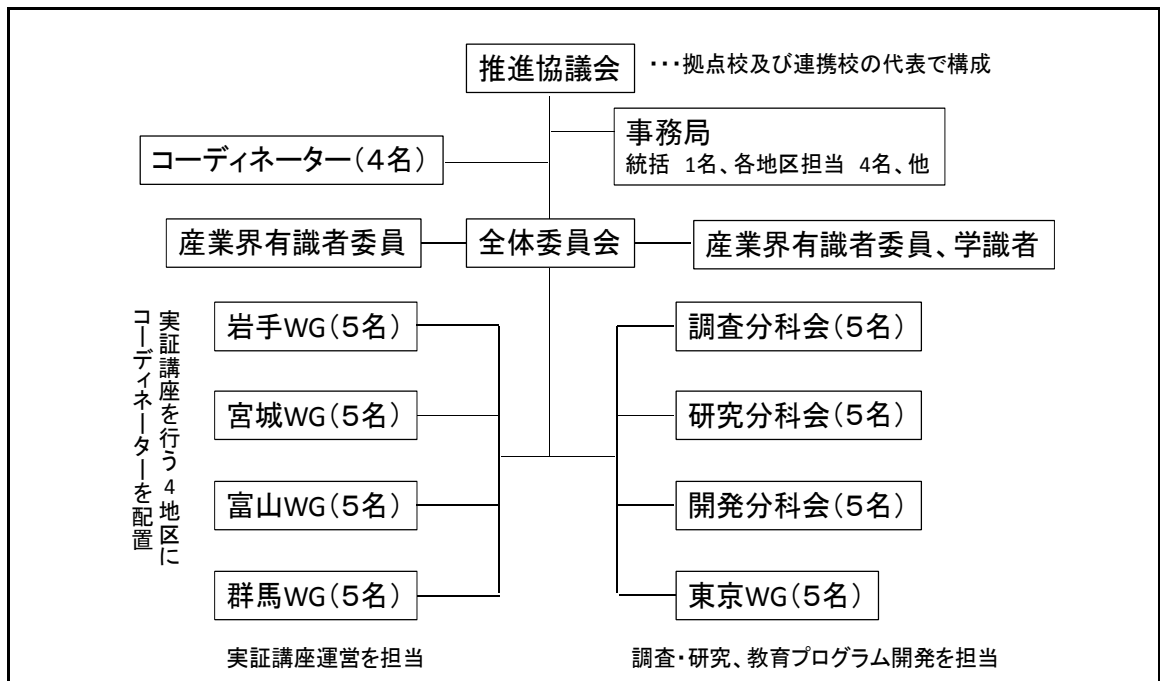 推進協議会
・・・拠点校及び連携校の代表で構成
事務局
統括 1名、各地区担当 4名、他
コーディネーター(4名)
産業界有識者委員
全体委員会
産業界有識者委員、学識者
実証講座を行う 4地区に
コーディネーターを配置
岩手WG(5名)
宮城WG(5名)
富山WG(5名)
群馬WG(5名)
実証講座運営を担当
調査分科会(5名)
研究分科会(5名)
開発分科会(5名)
東京WG(5名)
調査・研究、教育プログラム開発を担当